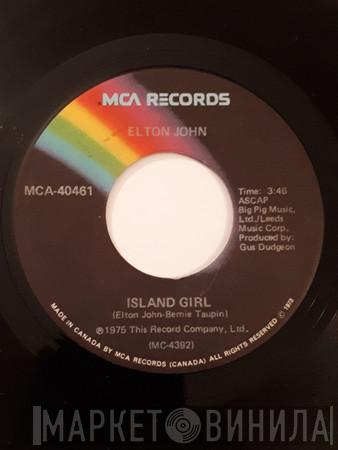 MCA RECORDS
ELTON JOHN
MCA-40461
Time: 3:46
ASCAP
Big Pig Music,
Ltd./Leeds
Music Corp.
Produced by:
Gus Dudgeon
ISLAND GIRL
(Elton John-Bernie Taupin)
℗1975 This Record Company, Ltd.
(MC-4392)
MADE IN CANADA BY MCA RECORDS (CANADA) ALL RIGHTS RESERVED © 1973
МАРКЕТ ВИНИЛА